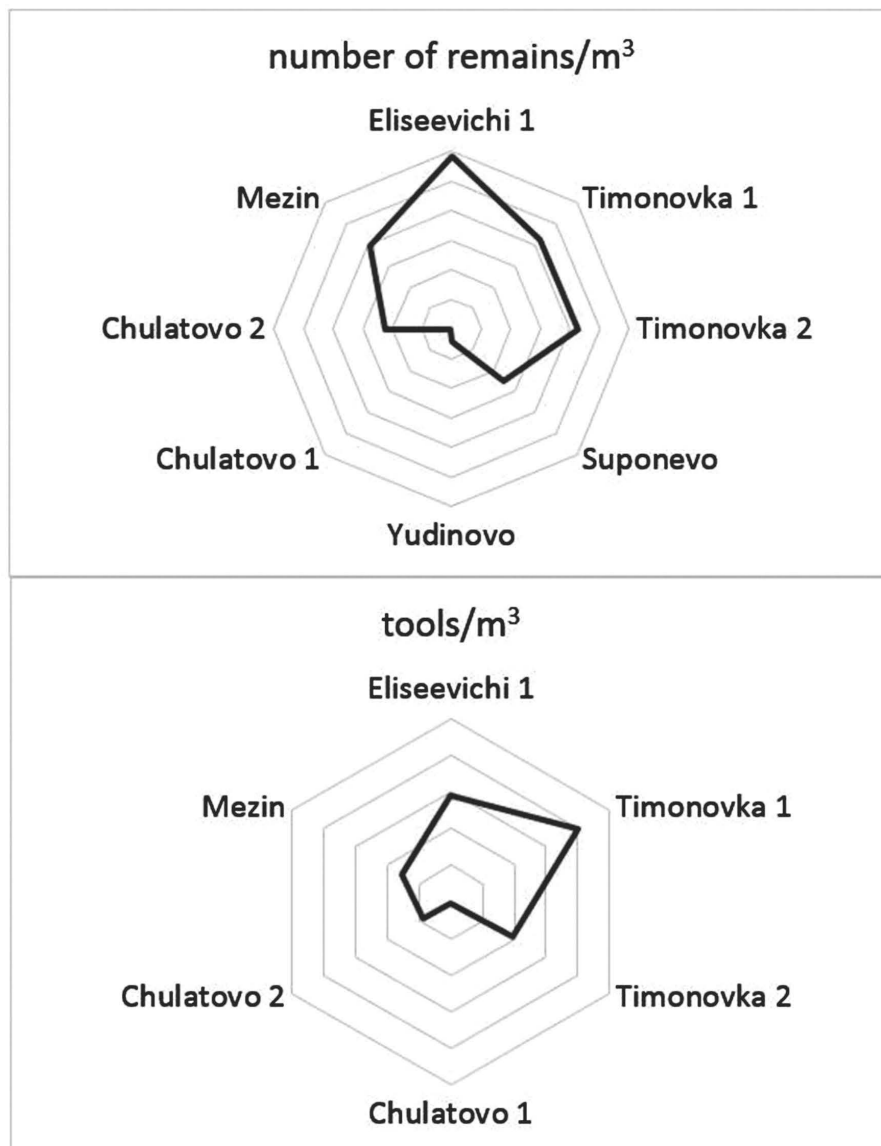 number of remains/m³
Eliseevichi 1
Mezin
Timonovka 1
Chulatovo 2
Timonovka 2
Chulatovo 1
Suponevo
Yudinovo
tools/m³
Eliseevichi 1
Mezin
Timonovka 1
Chulatovo 2
Timonovka 2
Chulatovo 1